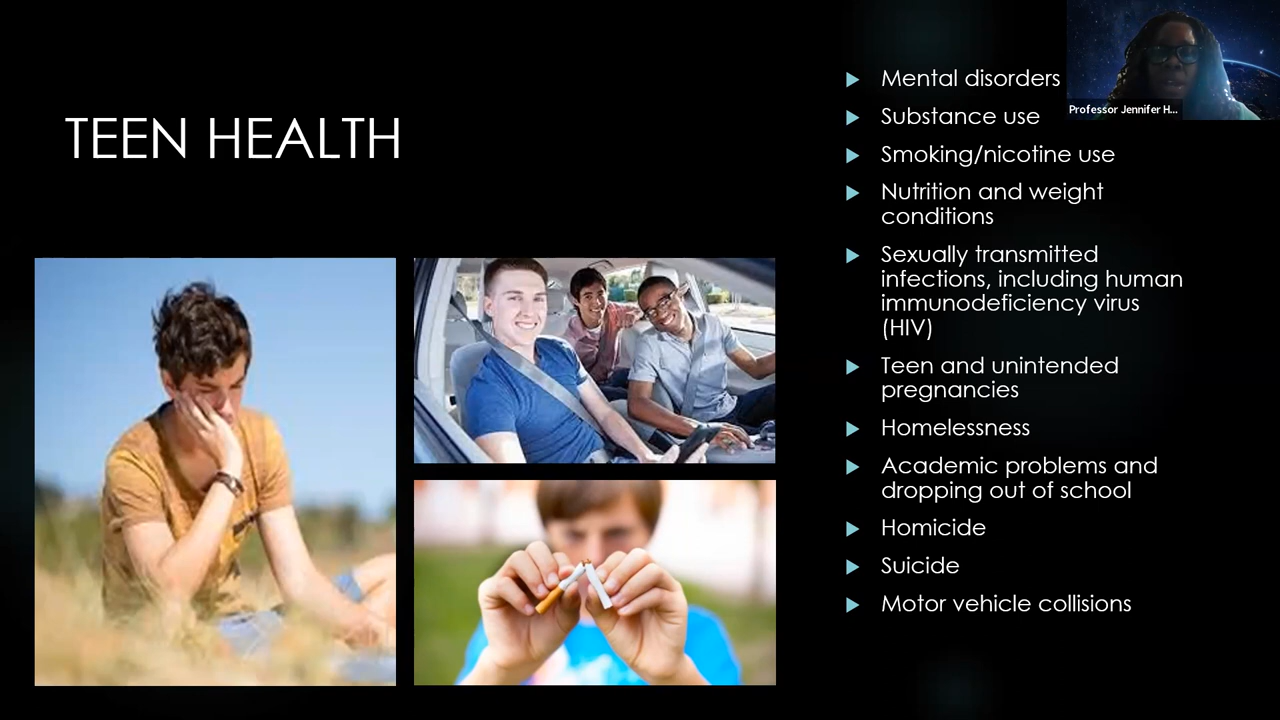 TEEN HEALTH
Mental disorders
Substance use
Smoking/nicotine use
Nutrition and weight
conditions
Sexually transmitted
infections, including human
immunodeficiency virus
(HIV)
Teen and unintended
pregnancies
Homelessness
Academic problems and
dropping out of school
Homicide
Suicide
Motor vehicle collisions
Professor Jennifer H...